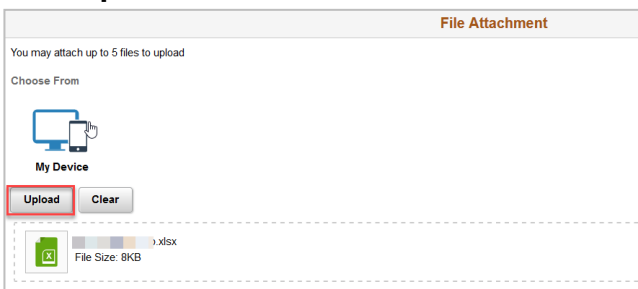 File Attachment
You may attach up to 5 files to upload
Choose From
My Device
Upload Clear
.xlsx
File Size: 8KB